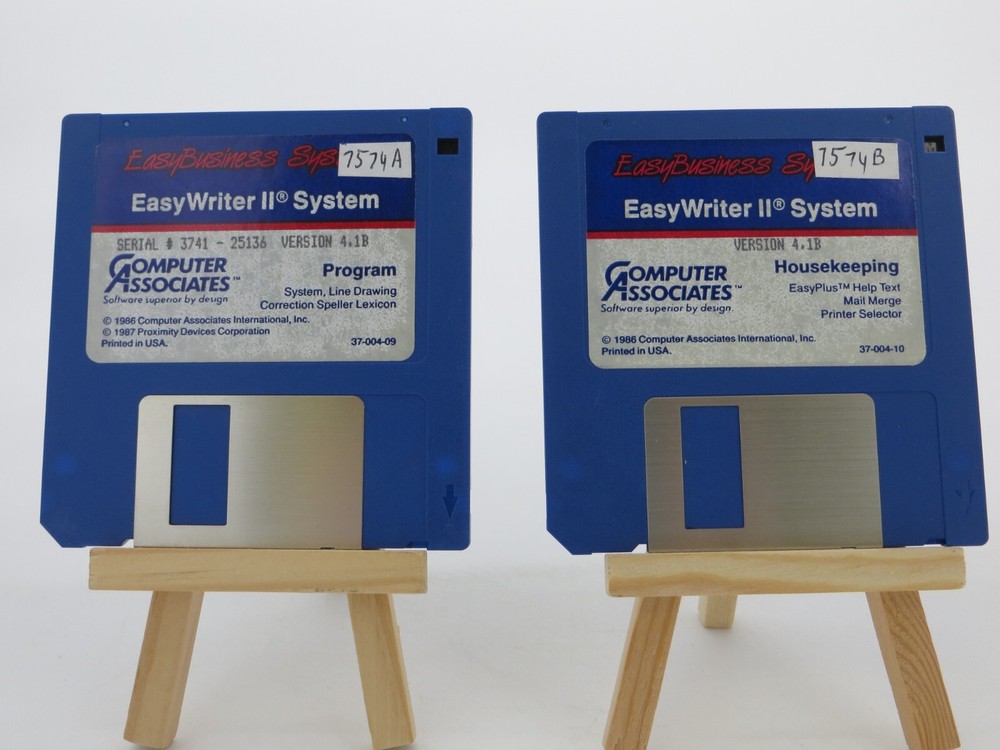 EasyBusiness Sys
7574A
EasyWriter II® System
SERIAL # 3741 - 25136 VERSION 4.1B
COMPUTER ASSOCIATES™
Software superior by design
Program
System, Line Drawing
Correction Speller Lexicon
© 1986 Computer Associates International, Inc.
© 1987 Proximity Devices Corporation
Printed in USA.
37-004-09
EasyBusiness Sy
7574B
EasyWriter II® System
VERSION 4.1B
COMPUTER ASSOCIATES™
Software superior by design.
Housekeeping
EasyPlus™ Help Text
Mail Merge
Printer Selector
© 1986 Computer Associates International, Inc.
Printed in USA.
37-004-10